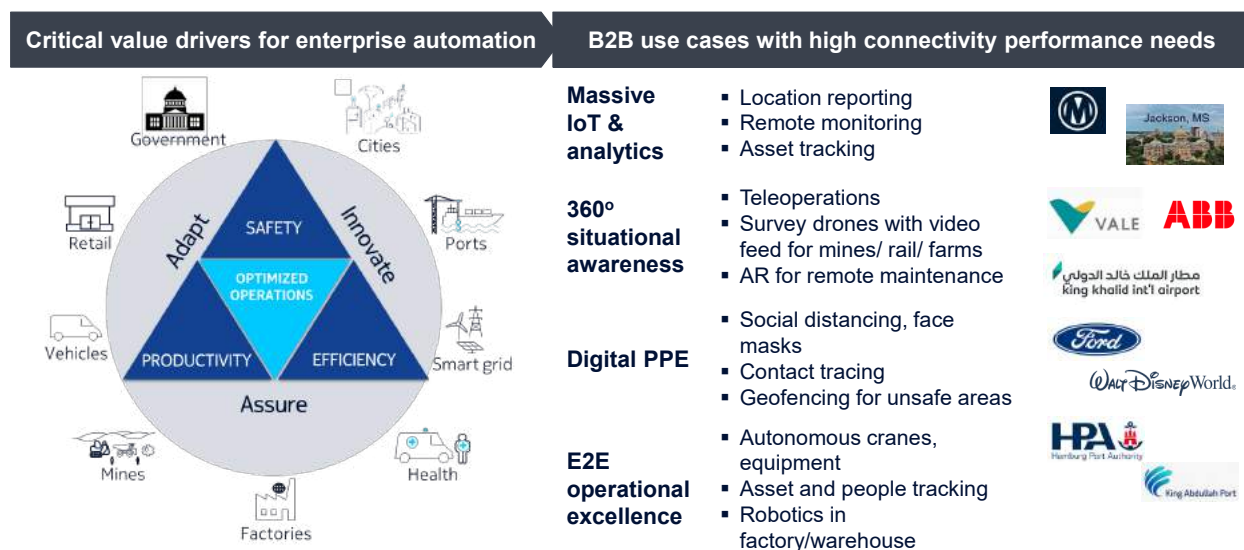 Critical value drivers for enterprise automation
B2B use cases with high connectivity performance needs
Government
Cities
Retail
Ports
Vehicles
Smart grid
Mines
Health
Factories
Adapt
Innovate
Assure
SAFETY
OPTIMIZED
OPERATIONS
PRODUCTIVITY
EFFICIENCY
Massive
IoT &
analytics
▪ Location reporting
▪ Remote monitoring
▪ Asset tracking
M
Jackson, MS
360º
situational
awareness
▪ Teleoperations
▪ Survey drones with video
feed for mines/ rail/ farms
▪ AR for remote maintenance
VALE
ABB
مطار الملك خالد الدولي
king khalid int'l airport
Digital PPE
▪ Social distancing, face
masks
▪ Contact tracing
▪ Geofencing for unsafe areas
Ford
Walt Disney World.
E2E
operational
excellence
▪ Autonomous cranes,
equipment
▪ Asset and people tracking
▪ Robotics in
factory/warehouse
HPA
Hamburg Port Authority
King Abdullah Port